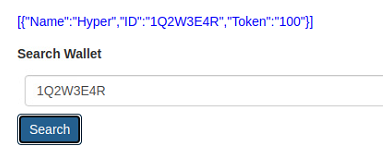 [{"Name":"Hyper","ID":"1Q2W3E4R","Token":"100"}]
Search Wallet
1Q2W3E4R
Search